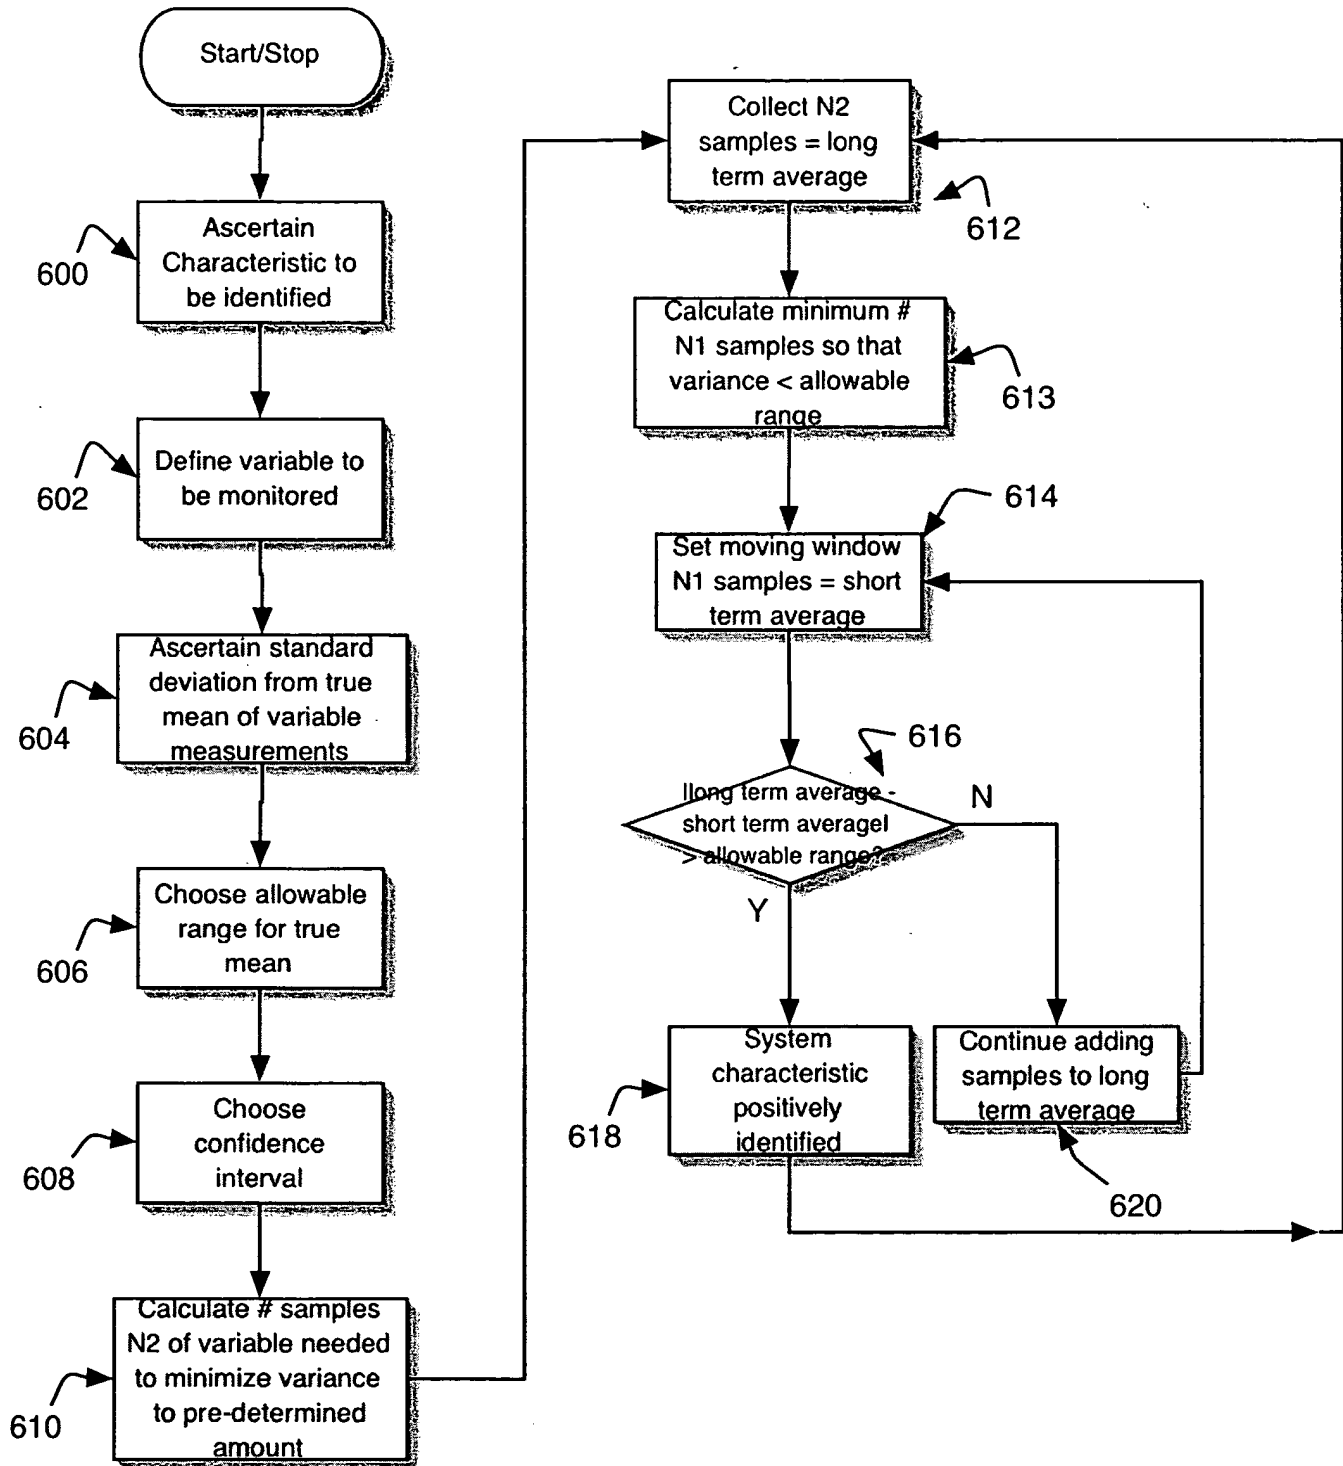 Start/Stop
Ascertain
Characteristic to
be identified
600
Define variable to
be monitored
602
Ascertain standard
deviation from true
mean of variable
measurements
604
Choose allowable
range for true
mean
606
Choose
confidence
interval
608
Calculate # samples
N2 of variable needed
to minimize variance
to pre-determined
amount
610
Collect N2
samples = long
term average
612
Calculate minimum #
N1 samples so that
variance < allowable
range
613
Set moving window
N1 samples = short
term average
614
|long term average -
short term average|
> allowable range?
616
N
Y
System
characteristic
positively
identified
618
Continue adding
samples to long
term average
620